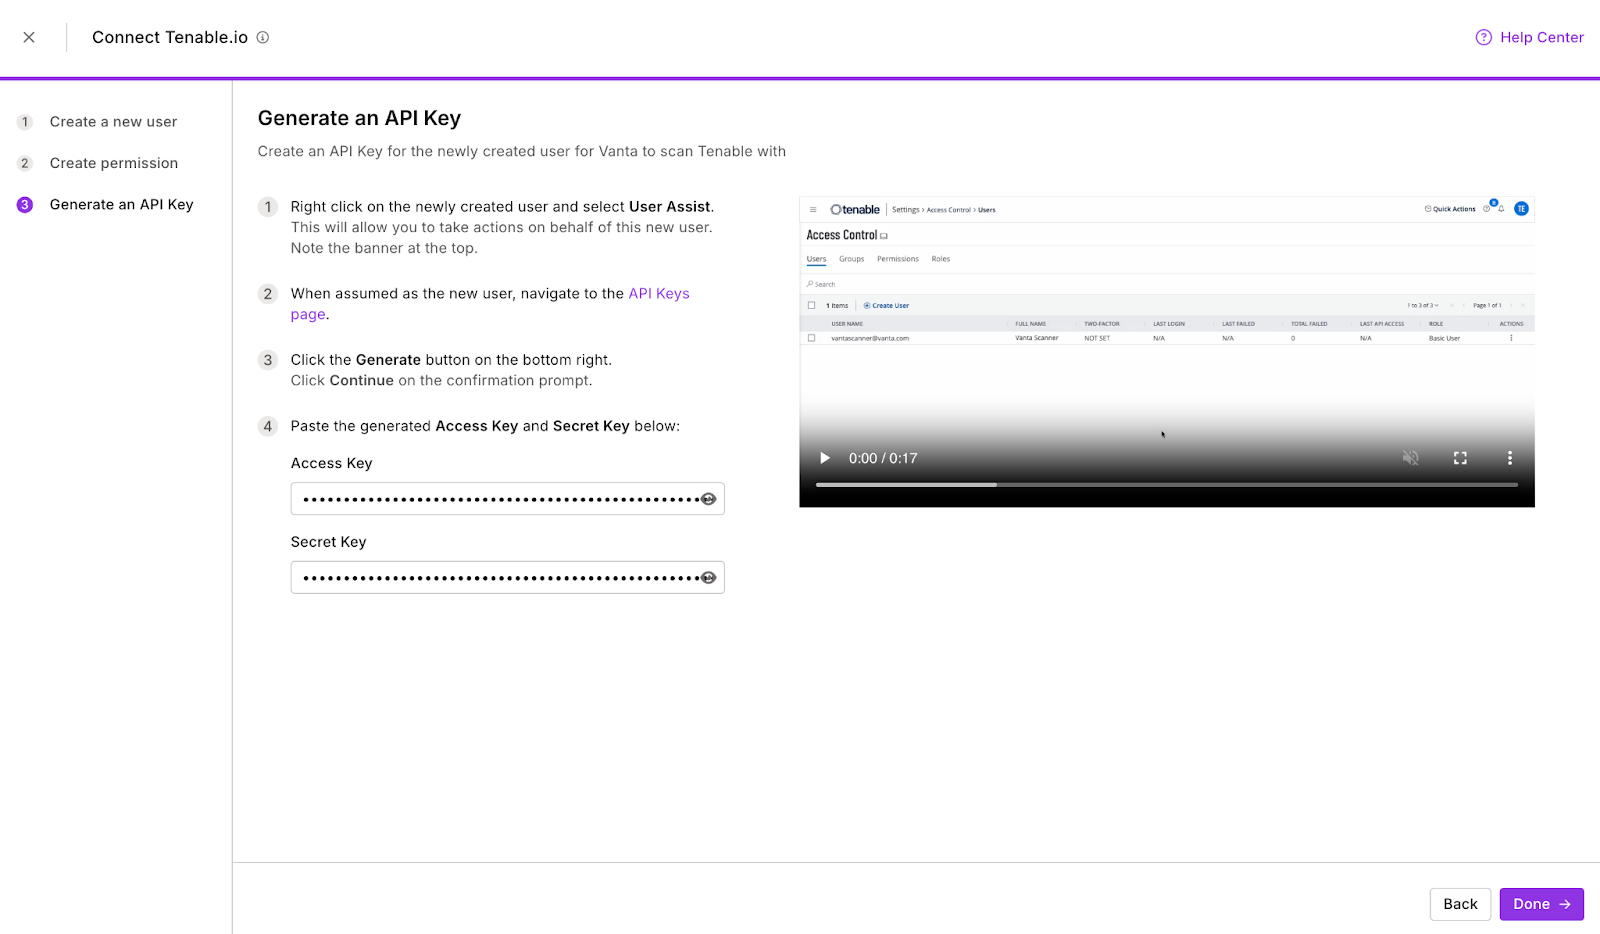 Connect Tenable.io
Help Center
1 Create a new user
2 Create permission
3 Generate an API Key
Generate an API Key
Create an API Key for the newly created user for Vanta to scan Tenable with
1 Right click on the newly created user and select User Assist.
This will allow you to take actions on behalf of this new user.
Note the banner at the top.
2 When assumed as the new user, navigate to the API Keys
page.
3 Click the Generate button on the bottom right.
Click Continue on the confirmation prompt.
4 Paste the generated Access Key and Secret Key below:
Access Key
••••••••••••••••••••••••••••••••••••••••••••••••
Secret Key
••••••••••••••••••••••••••••••••••••••••••••••••
tenable Settings > Access Control > Users Quick Actions TE
Access Control
Users Groups Permissions Roles
Search
1 Items Create User 1 to 3 of 3 Page 1 of 1
USER NAME FULL NAME TWO-FACTOR LAST LOGIN LAST FAILED TOTAL FAILED LAST API ACCESS ROLE ACTIONS
vantascanner@vanta.com Vanta Scanner NOT SET N/A N/A 0 N/A Basic User
0:00 / 0:17
Back Done →